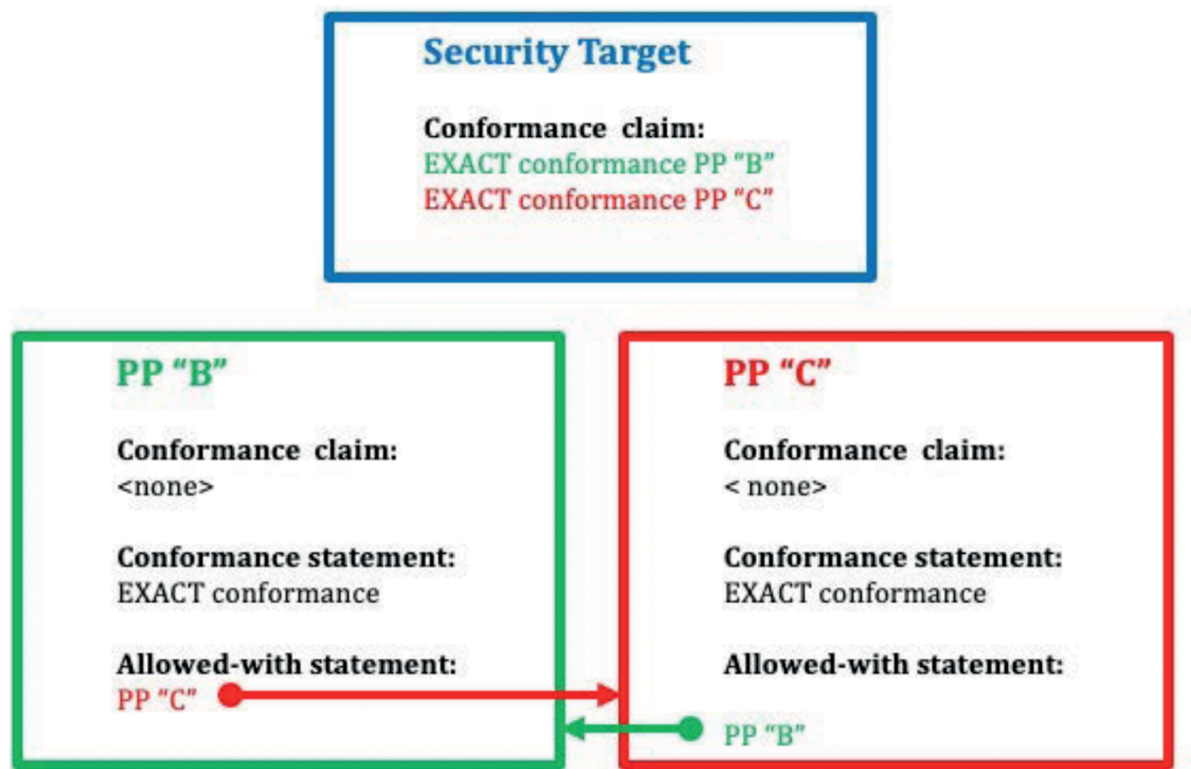 Security Target
Conformance claim:
EXACT conformance PP “B”
EXACT conformance PP “C”
PP “B”
Conformance claim:
<none>
Conformance statement:
EXACT conformance
Allowed-with statement:
PP “C”
PP “C”
Conformance claim:
< none>
Conformance statement:
EXACT conformance
Allowed-with statement:
PP “B”